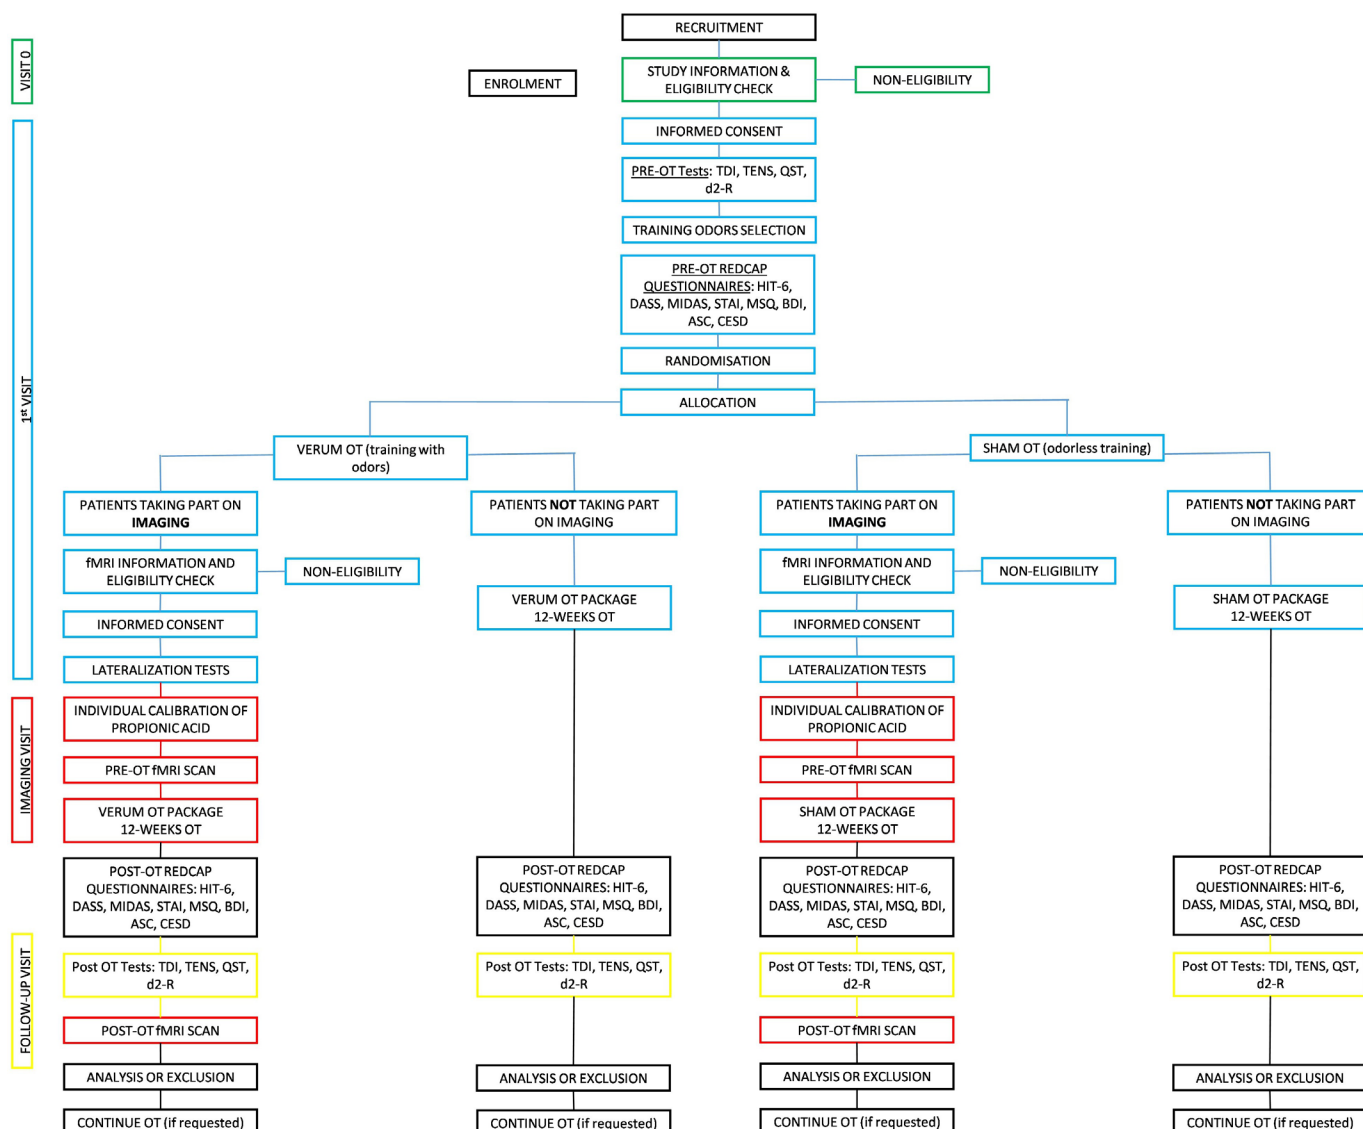 RECRUITMENT
VISIT 0
ENROLMENT
STUDY INFORMATION &
ELIGIBILITY CHECK
NON-ELIGIBILITY
1st VISIT
INFORMED CONSENT
PRE-OT Tests: TDI, TENS, QST,
d2-R
TRAINING ODORS SELECTION
PRE-OT REDCAP
QUESTIONNAIRES: HIT-6,
DASS, MIDAS, STAI, MSQ, BDI,
ASC, CESD
RANDOMISATION
ALLOCATION
VERUM OT (training with
odors)
SHAM OT (odorless training)
PATIENTS TAKING PART ON
IMAGING
PATIENTS NOT TAKING PART
ON IMAGING
PATIENTS TAKING PART ON
IMAGING
PATIENTS NOT TAKING PART
ON IMAGING
fMRI INFORMATION AND
ELIGIBILITY CHECK
NON-ELIGIBILITY
fMRI INFORMATION AND
ELIGIBILITY CHECK
NON-ELIGIBILITY
VERUM OT PACKAGE
12-WEEKS OT
SHAM OT PACKAGE
12-WEEKS OT
INFORMED CONSENT
INFORMED CONSENT
LATERALIZATION TESTS
LATERALIZATION TESTS
IMAGING VISIT
INDIVIDUAL CALIBRATION OF
PROPIONIC ACID
INDIVIDUAL CALIBRATION OF
PROPIONIC ACID
PRE-OT fMRI SCAN
PRE-OT fMRI SCAN
VERUM OT PACKAGE
12-WEEKS OT
SHAM OT PACKAGE
12-WEEKS OT
POST-OT REDCAP
QUESTIONNAIRES: HIT-6,
DASS, MIDAS, STAI, MSQ, BDI,
ASC, CESD
POST-OT REDCAP
QUESTIONNAIRES: HIT-6,
DASS, MIDAS, STAI, MSQ, BDI,
ASC, CESD
POST-OT REDCAP
QUESTIONNAIRES: HIT-6,
DASS, MIDAS, STAI, MSQ, BDI,
ASC, CESD
POST-OT REDCAP
QUESTIONNAIRES: HIT-6,
DASS, MIDAS, STAI, MSQ, BDI,
ASC, CESD
FOLLOW-UP VISIT
Post OT Tests: TDI, TENS, QST,
d2-R
Post OT Tests: TDI, TENS, QST,
d2-R
Post OT Tests: TDI, TENS, QST,
d2-R
Post OT Tests: TDI, TENS, QST,
d2-R
POST-OT fMRI SCAN
POST-OT fMRI SCAN
ANALYSIS OR EXCLUSION
ANALYSIS OR EXCLUSION
ANALYSIS OR EXCLUSION
ANALYSIS OR EXCLUSION
CONTINUE OT (if requested)
CONTINUE OT (if requested)
CONTINUE OT (if requested)
CONTINUE OT (if requested)